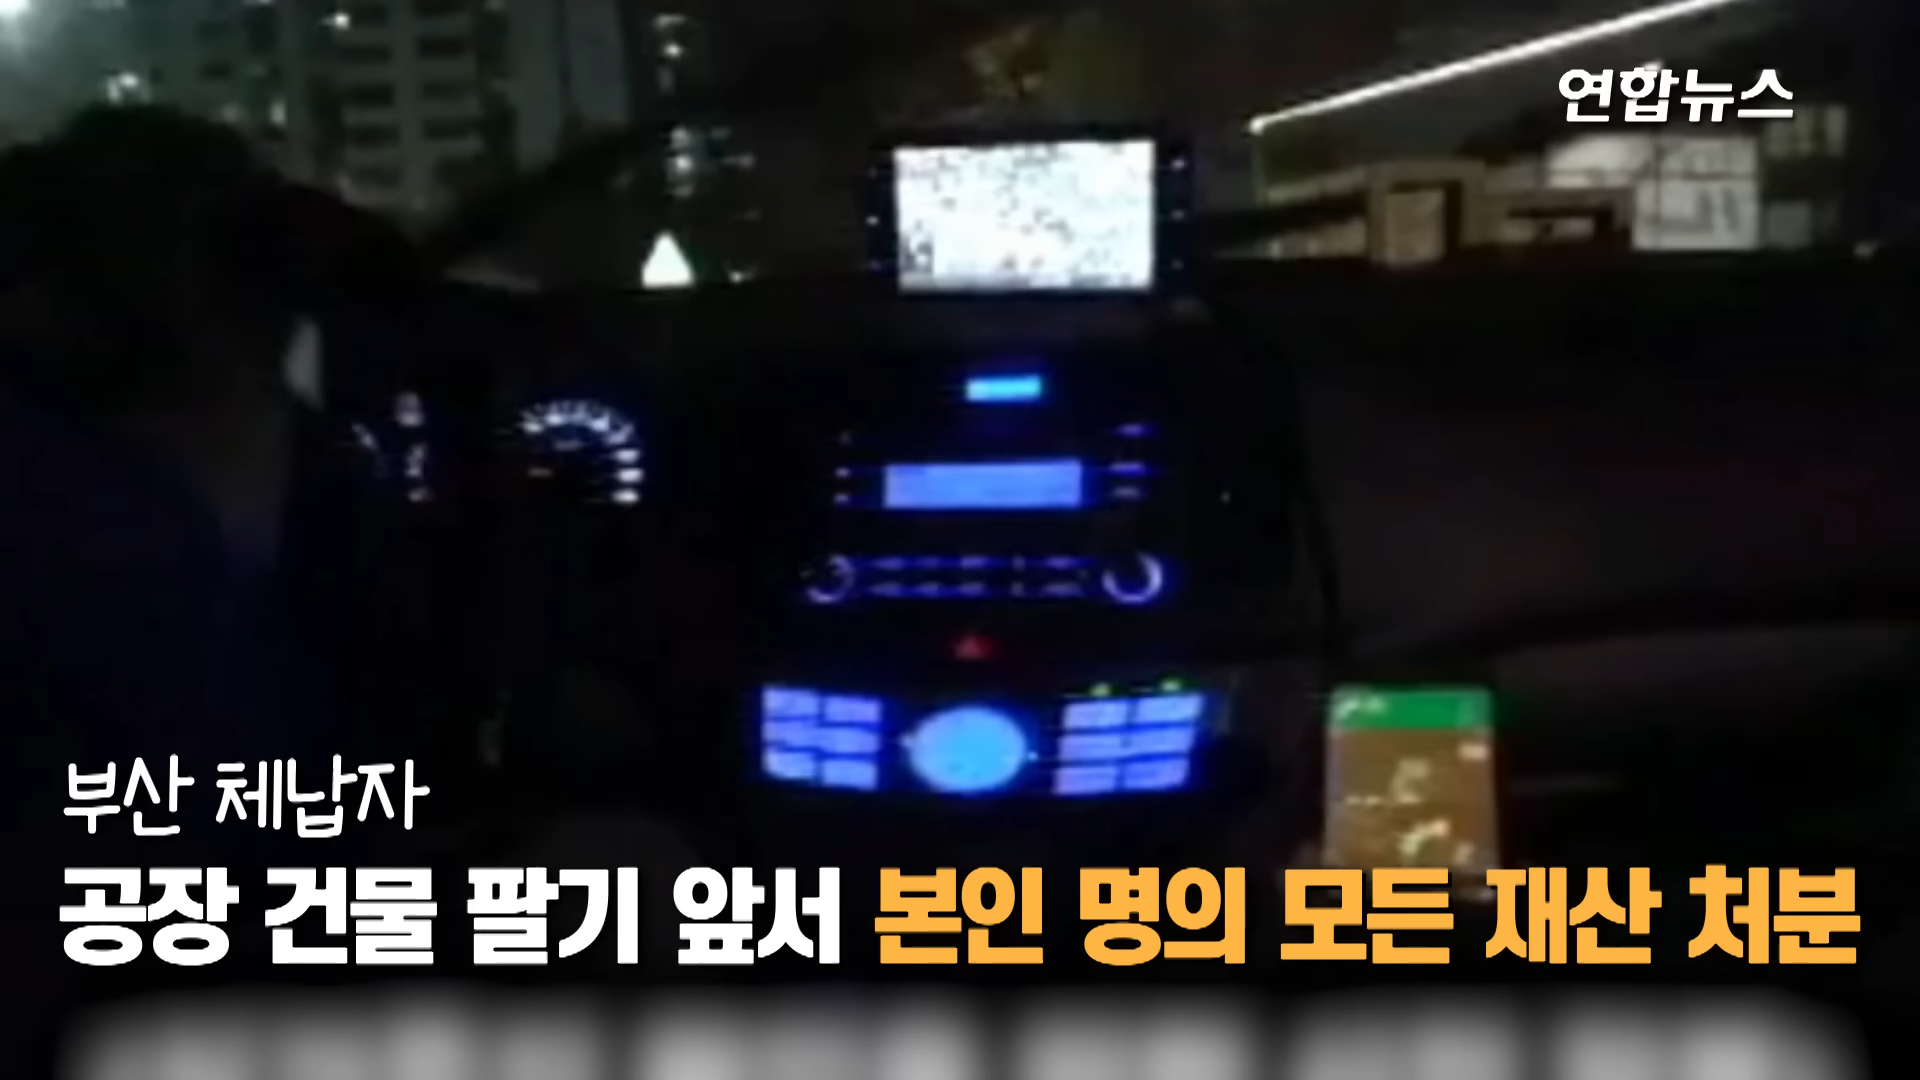 연합뉴스
부산 체납자
공장 건물 팔기 앞서 본인 명의 모든 재산 처분